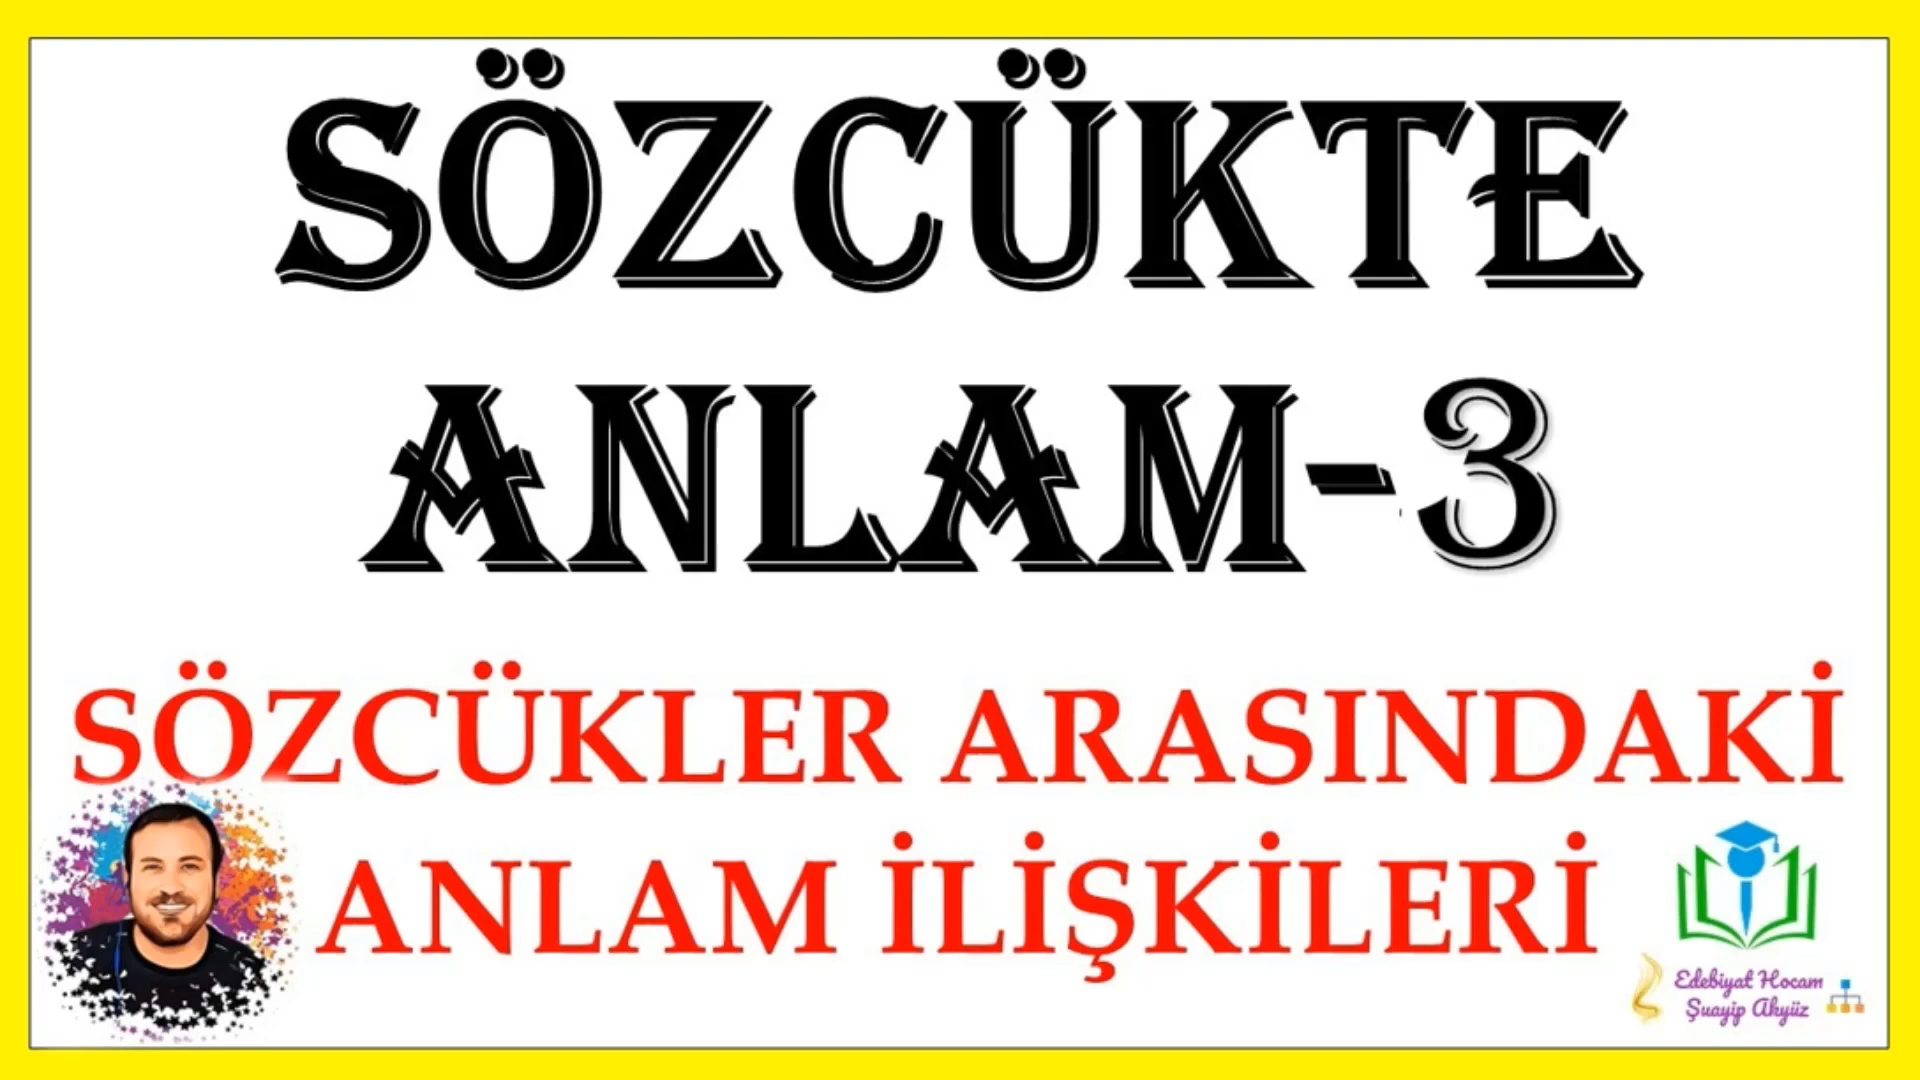 SÖZCÜKTE
ANLAM-3
SÖZCÜKLER ARASINDAKİ
ANLAM İLİŞKİLERİ
Edebiyat Hocam
Şuayip Akyüz